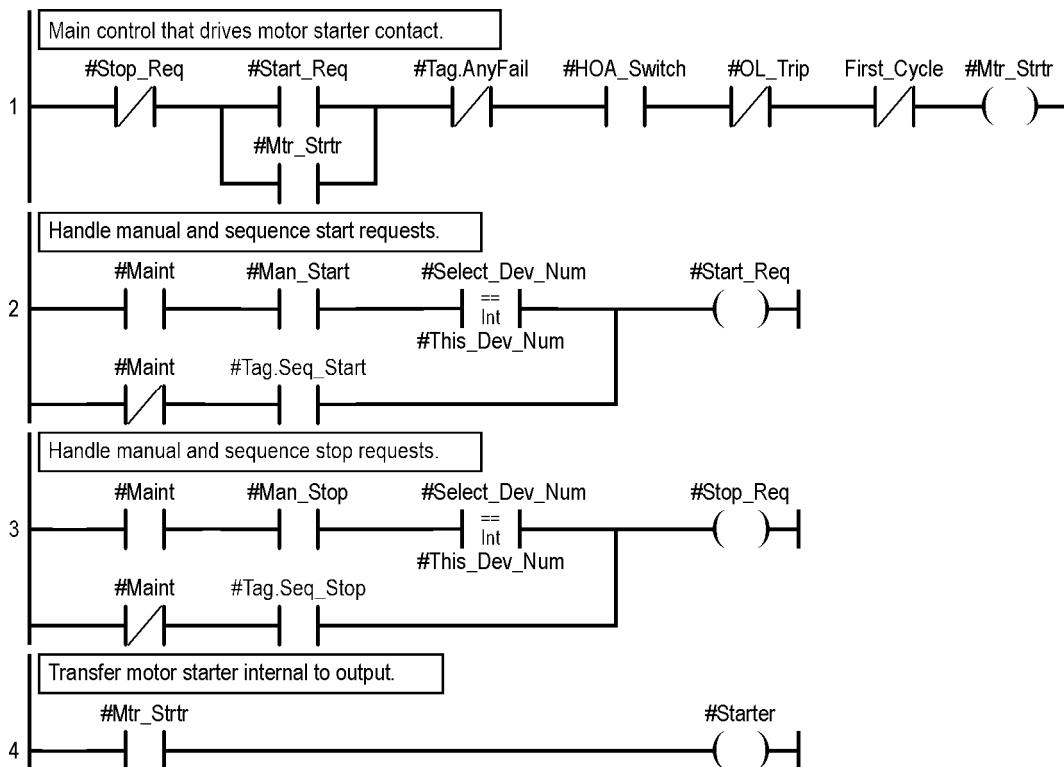 Main control that drives motor starter contact.
#Stop_Req #Start_Req #Tag.AnyFail #HOA_Switch #OL_Trip First_Cycle #Mtr_Strtr
1
#Mtr_Strtr
Handle manual and sequence start requests.
#Maint #Man_Start #Select_Dev_Num #Start_Req
==
2
Int
#This_Dev_Num
#Maint #Tag.Seq_Start
Handle manual and sequence stop requests.
#Maint #Man_Stop #Select_Dev_Num #Stop_Req
==
3
Int
#This_Dev_Num
#Maint #Tag.Seq_Stop
Transfer motor starter internal to output.
#Mtr_Strtr #Starter
4